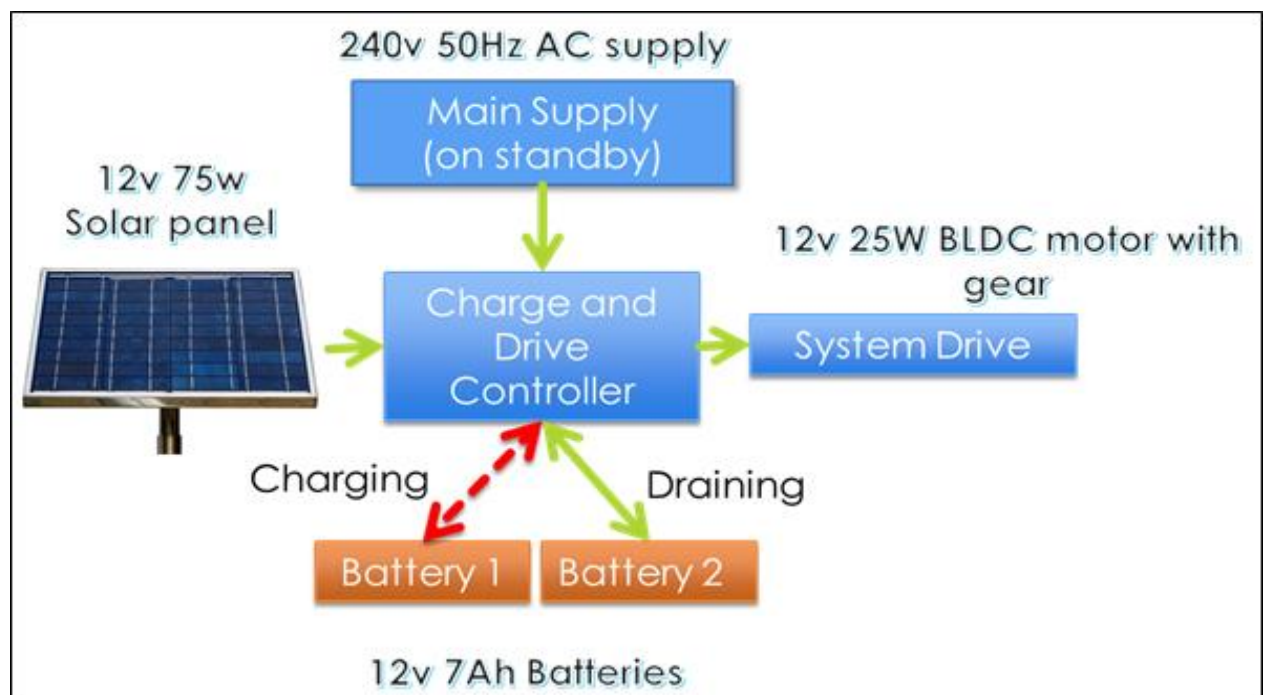 240v 50Hz AC supply
Main Supply
(on standby)
12v 75w
Solar panel
12v 25W BLDC motor with
gear
Charge and
Drive
Controller
System Drive
Charging
Draining
Battery 1
Battery 2
12v 7Ah Batteries